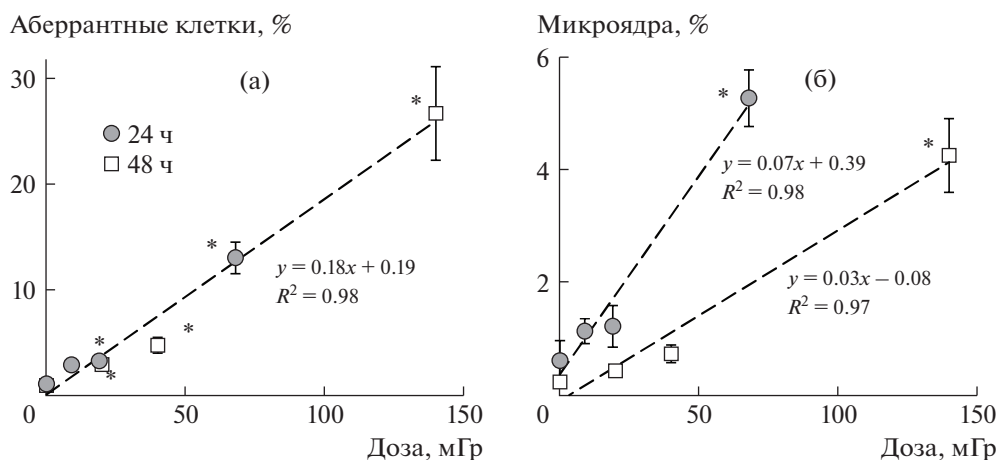 Аберрантные клетки, %
30
20
10
0
50
100
150
(а)
24 ч
48 ч
*
*
*
*
*
y = 0.18x + 0.19
R² = 0.98
Доза, мГр
Микроядра, %
6
4
2
0
50
100
150
(б)
*
*
y = 0.07x + 0.39
R² = 0.98
y = 0.03x – 0.08
R² = 0.97
Доза, мГр